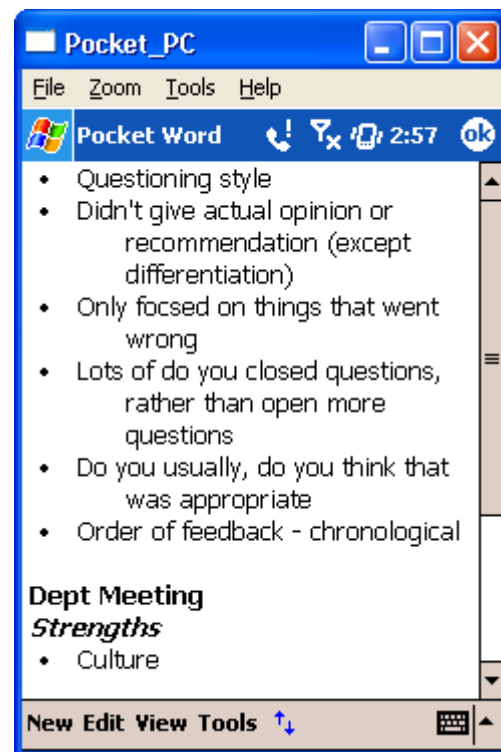 Pocket_PC
File Zoom Tools Help
Pocket Word 2:57 ok
• Questioning style
• Didn't give actual opinion or
recommendation (except
differentiation)
• Only focsed on things that went
wrong
• Lots of do you closed questions,
rather than open more
questions
• Do you usually, do you think that
was appropriate
• Order of feedback - chronological
Dept Meeting
Strengths
• Culture
New Edit View Tools